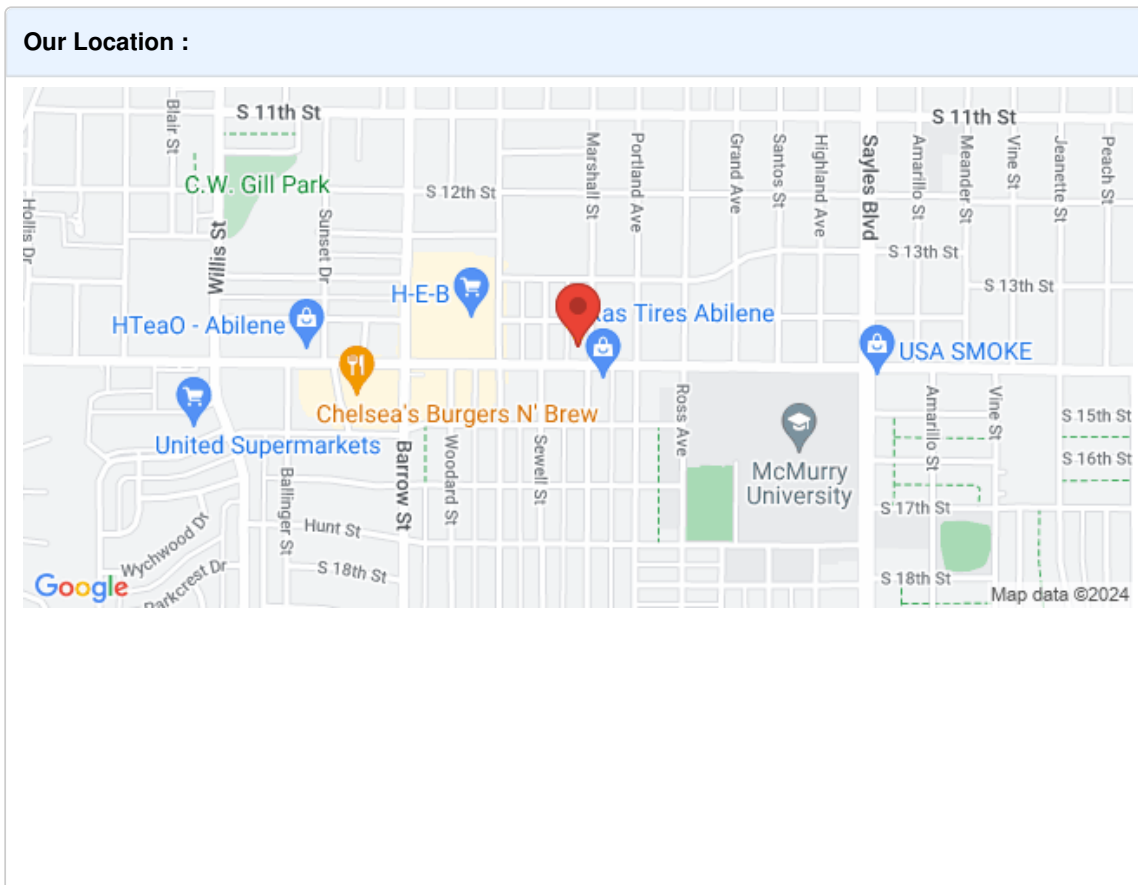 Our Location :
S 11th St
S 11th St
Blair St
C.W. Gill Park
S 12th St
Marshall St
Portland Ave
Grand Ave
Santos St
Highland Ave
Sayles Blvd
Amarillo St
Meander St
Vine St
Jeanette St
Peach St
Hollis Dr
Willis St
Sunset Dr
S 13th St
S 13th St
H-E-B
HTeaO - Abilene
Tires Abilene
USA SMOKE
Chelsea's Burgers N' Brew
United Supermarkets
Ross Ave
Amarillo St
Vine St
S 15th St
Barrow St
Woodard St
Sewell St
McMurry
University
S 16th St
Ballinger St
Hunt St
S 17th St
Wychwood Dr
S 18th St
S 18th St
Parkcrest Dr
Google
Map data ©2024